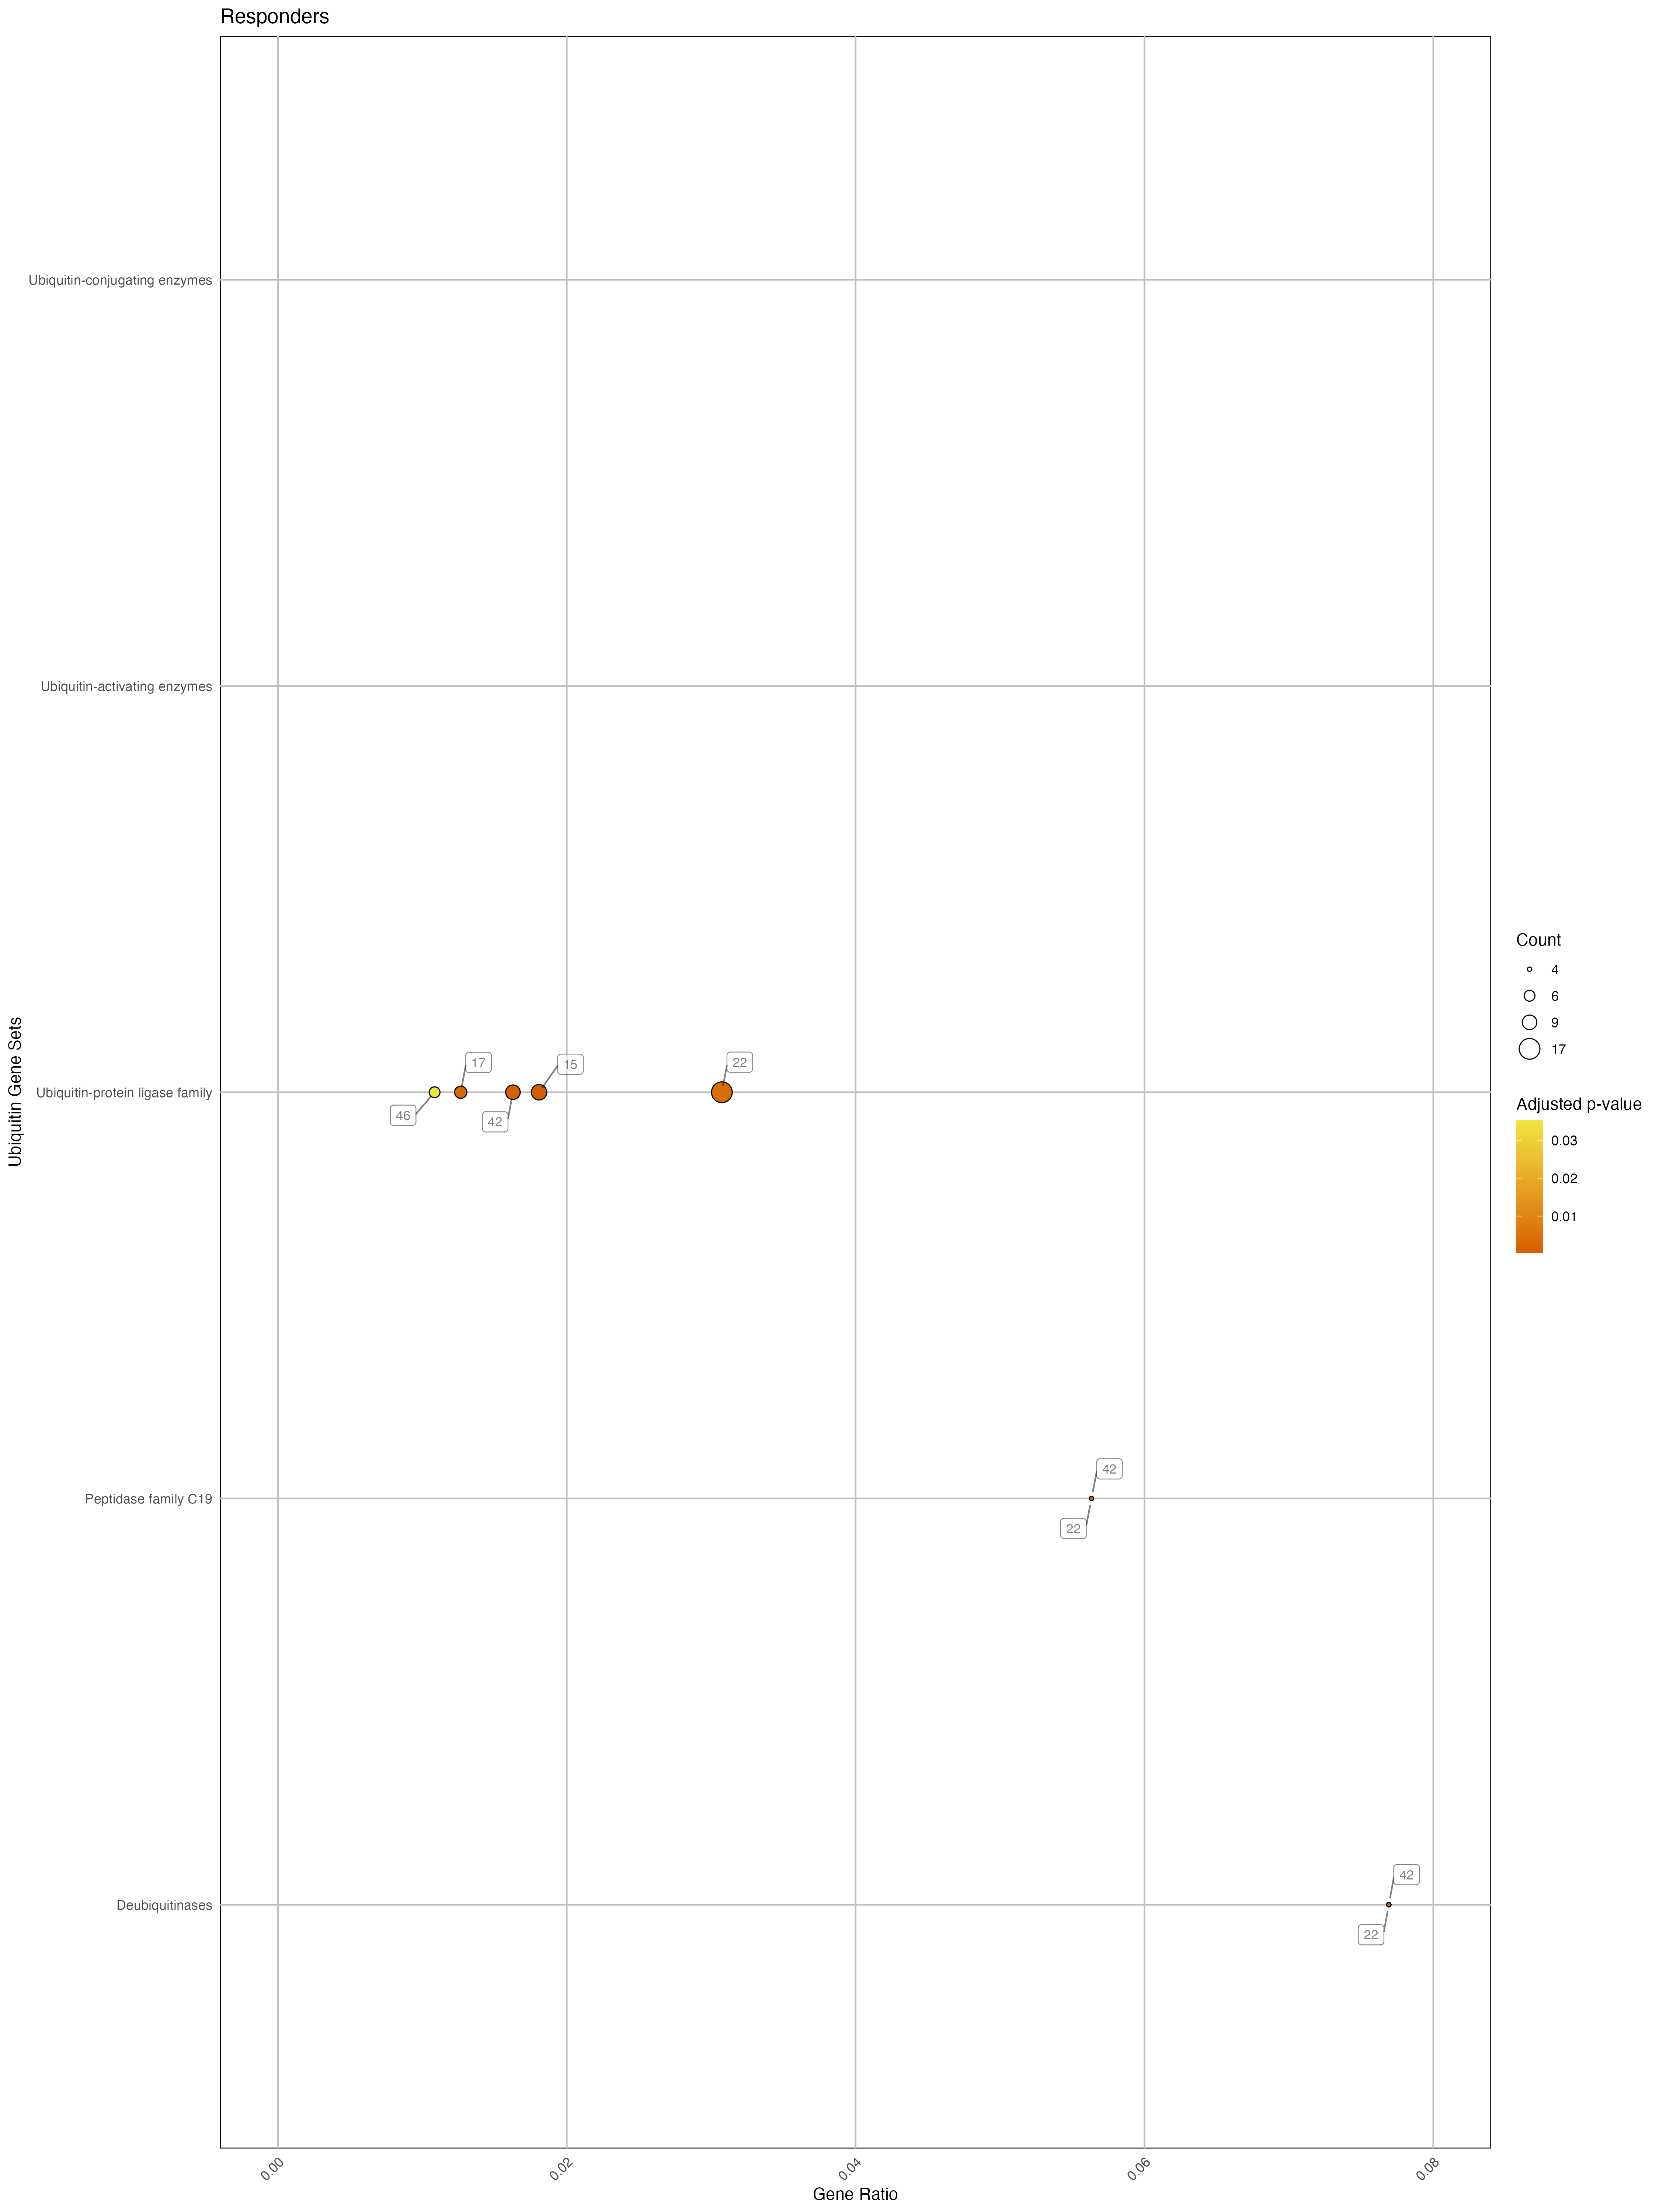 Responders
Ubiquitin Gene Sets
Ubiquitin-conjugating enzymes
Ubiquitin-activating enzymes
Ubiquitin-protein ligase family
Peptidase family C19
Deubiquitinases
46
17
42
15
22
42
22
42
22
0.00
0.02
0.04
0.06
0.08
Gene Ratio
Count
4
6
9
17
Adjusted p-value
0.03
0.02
0.01